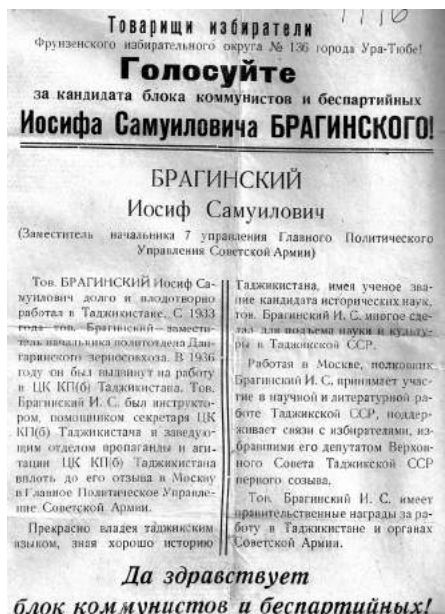 Товарищи избиратели
Фрунзенского избирательного округа № 136 города Ура-Тюбе!
Голосуйте
за кандидата блока коммунистов и беспартийных
Иосифа Самуиловича БРАГИНСКОГО!
БРАГИНСКИЙ
Иосиф Самуилович
(Заместитель начальника 7 управления Главного Политического
Управления Советской Армии)
Тов. БРАГИНСКИЙ Иосиф Са-
муилович долго и плодотворно
работал в Таджикистане. С 1933
года тов. Брагинский—замести-
тель начальника политотдела Дан-
гаринского зерносовхоза. В 1936
году он был выдвинут на работу
в ЦК КП(б) Таджикистана. Тов.
Брагинский И. С. был инструкто-
ром, помощником секретаря ЦК
КП(б) Таджикистана и заведую-
щим отделом пропаганды и аги-
тации ЦК КП(б) Таджикистана
вплоть до его отзыва в Москву
в Главное Политическое Управле-
ние Советской Армии.
Прекрасно владея таджикским
языком, зная хорошо историю
Таджикистана, имея ученое зва-
ние кандидата исторических наук,
тов. Брагинский И. С. многое сде-
лал для подъема науки и культу-
ры в Таджикской ССР.
Работая в Москве, полковник
Брагинский И. С. принимает учас-
тие в научной и литературной ра-
боте Таджикской ССР, поддер-
живает связи с избирателями, из-
бравшими его депутатом Верхов-
ного Совета Таджикской ССР
первого созыва.
Тов. Брагинский И. С. имеет
правительственные награды за ра-
боту в Таджикистане и органах
Советской Армии.
Да здравствует
блок коммунистов и беспартийных!